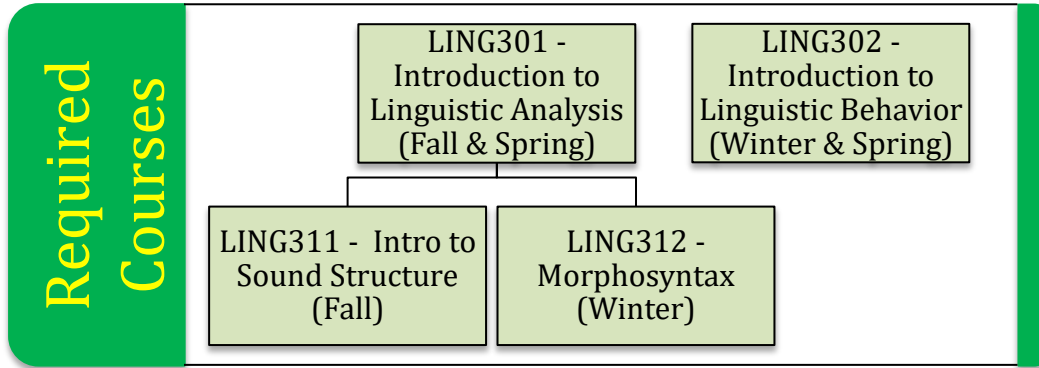 Required
Courses
LING301 -
Introduction to
Linguistic Analysis
(Fall & Spring)
LING302 -
Introduction to
Linguistic Behavior
(Winter & Spring)
LING311 -  Intro to
Sound Structure
(Fall)
LING312 -
Morphosyntax
(Winter)